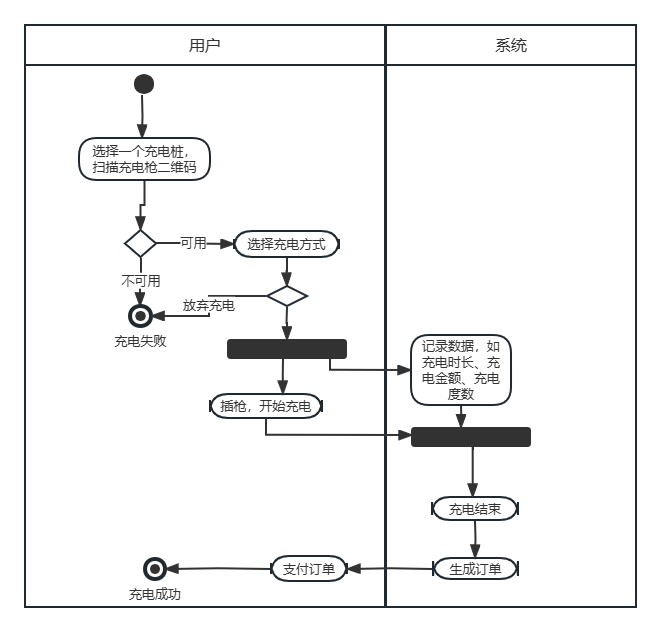 用户
系统
选择一个充电桩，
扫描充电枪二维码
可用
选择充电方式
不可用
放弃充电
充电失败
记录数据，如
充电时长、充
电金额、充电
度数
插枪，开始充电
充电结束
支付订单
生成订单
充电成功